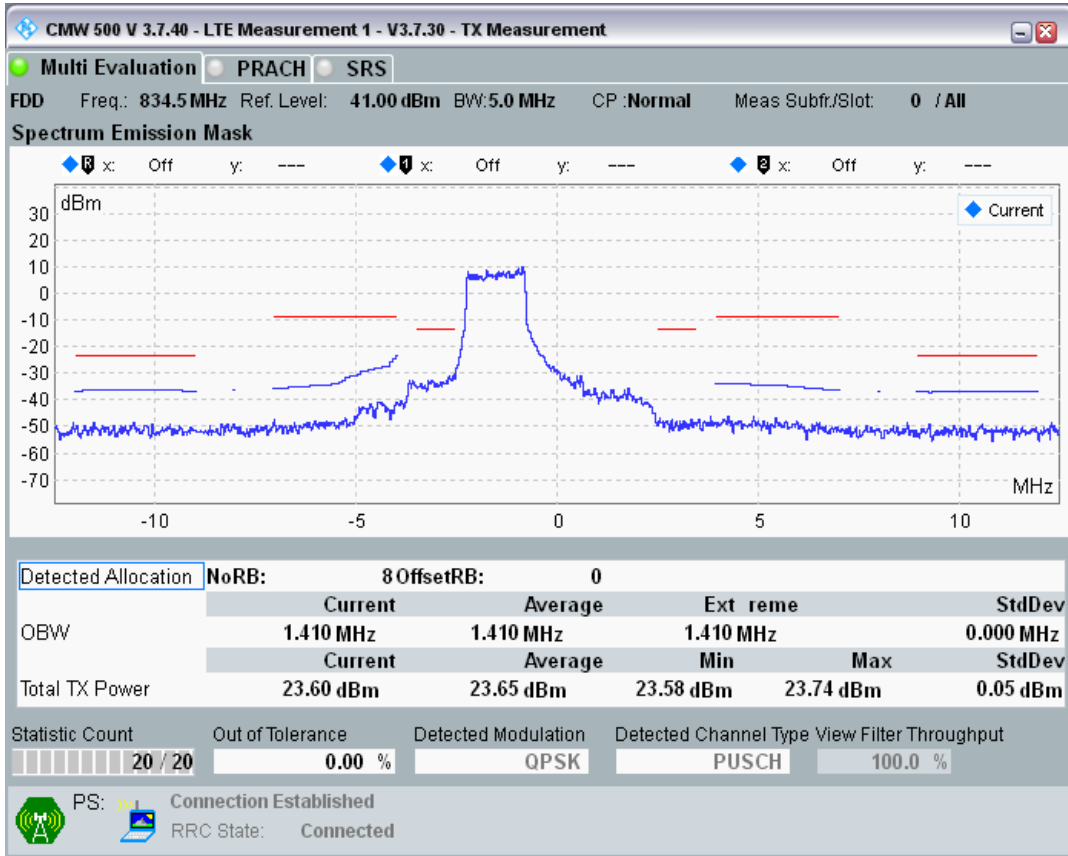 CMW 500 V 3.7.40 - LTE Measurement 1 - V3.7.30 - TX Measurement
Multi Evaluation PRACH SRS
FDD Freq.: 834.5 MHz Ref. Level: 41.00 dBm BW: 5.0 MHz CP : Normal Meas Subfr./Slot: 0 / All
Spectrum Emission Mask
R x: Off y: --- 1 x: Off y: --- 2 x: Off y: ---
dBm
Current
30
20
10
0
-10
-20
-30
-40
-50
-60
-70
MHz
-10 -5 0 5 10
Detected Allocation NoRB: 8 OffsetRB: 0
Current Average Ext reme StdDev
OBW 1.410 MHz 1.410 MHz 1.410 MHz 0.000 MHz
Current Average Min Max StdDev
Total TX Power 23.60 dBm 23.65 dBm 23.58 dBm 23.74 dBm 0.05 dBm
Statistic Count Out of Tolerance Detected Modulation Detected Channel Type View Filter Throughput
20 / 20 0.00 % QPSK PUSCH 100.0 %
PS: Connection Established
RRC State: Connected